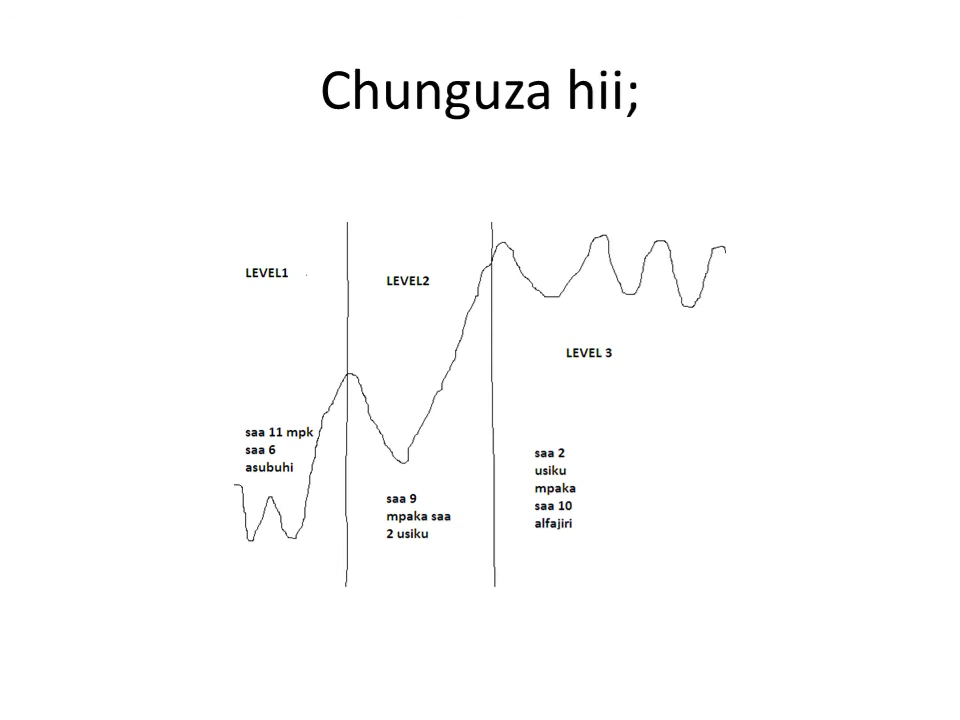 Chunguza hii;
LEVEL1
LEVEL2
LEVEL 3
saa 11 mpk
saa 6
asubuhi
saa 9
mpaka saa
2 usiku
saa 2
usiku
mpaka
saa 10
alfajiri